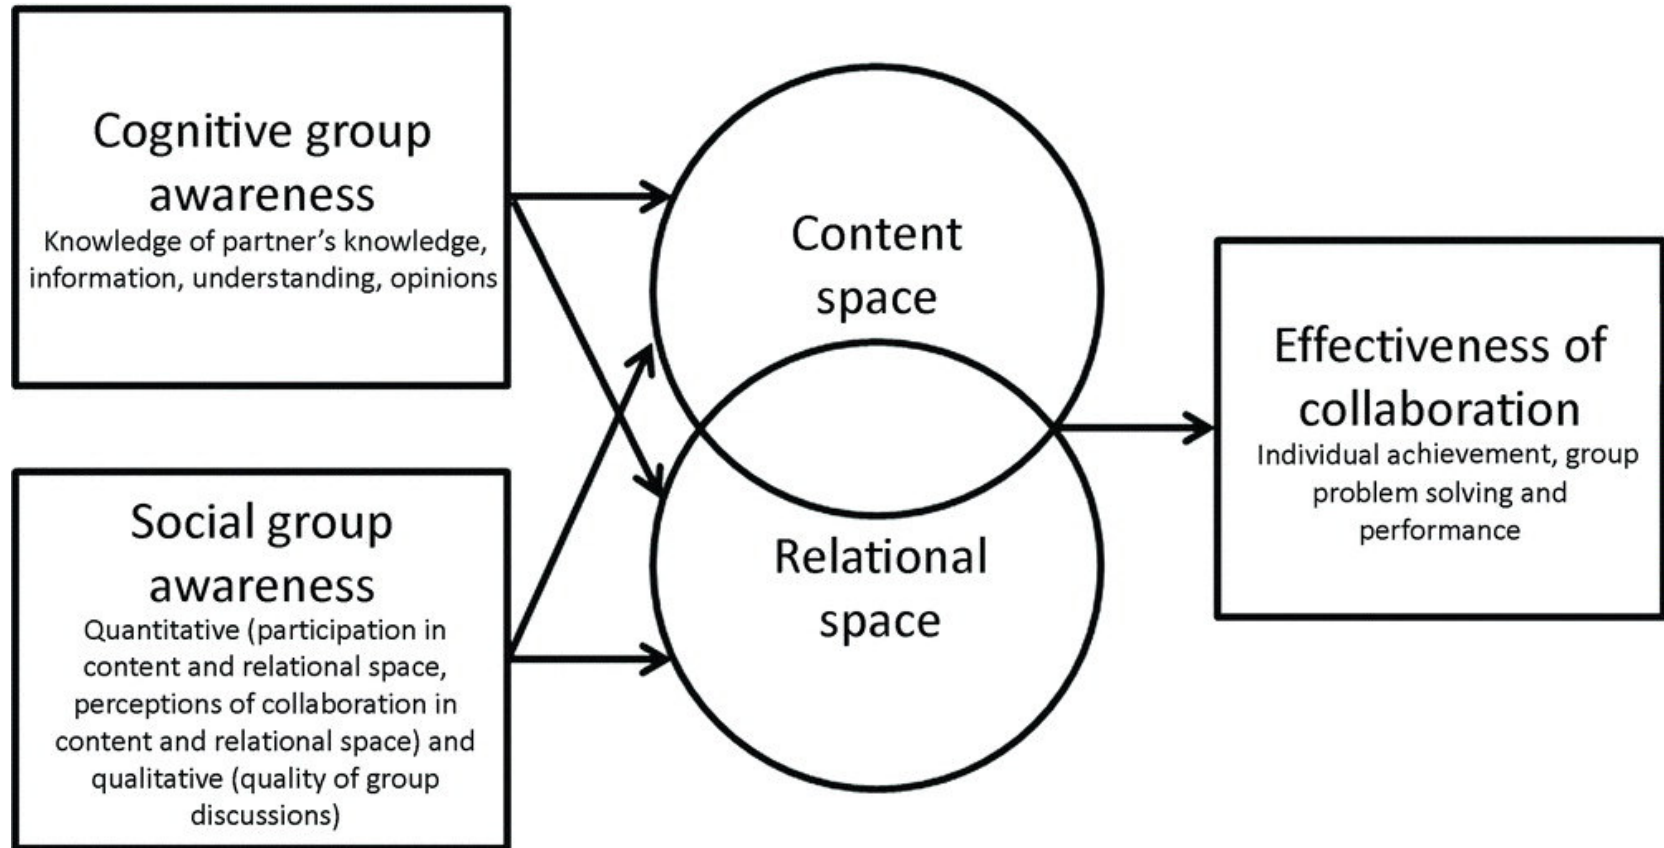 Cognitive group
awareness
Knowledge of partner’s knowledge,
information, understanding, opinions
Social group
awareness
Quantitative (participation in
content and relational space,
perceptions of collaboration in
content and relational space) and
qualitative (quality of group
discussions)
Content
space
Relational
space
Effectiveness of
collaboration
Individual achievement, group
problem solving and
performance